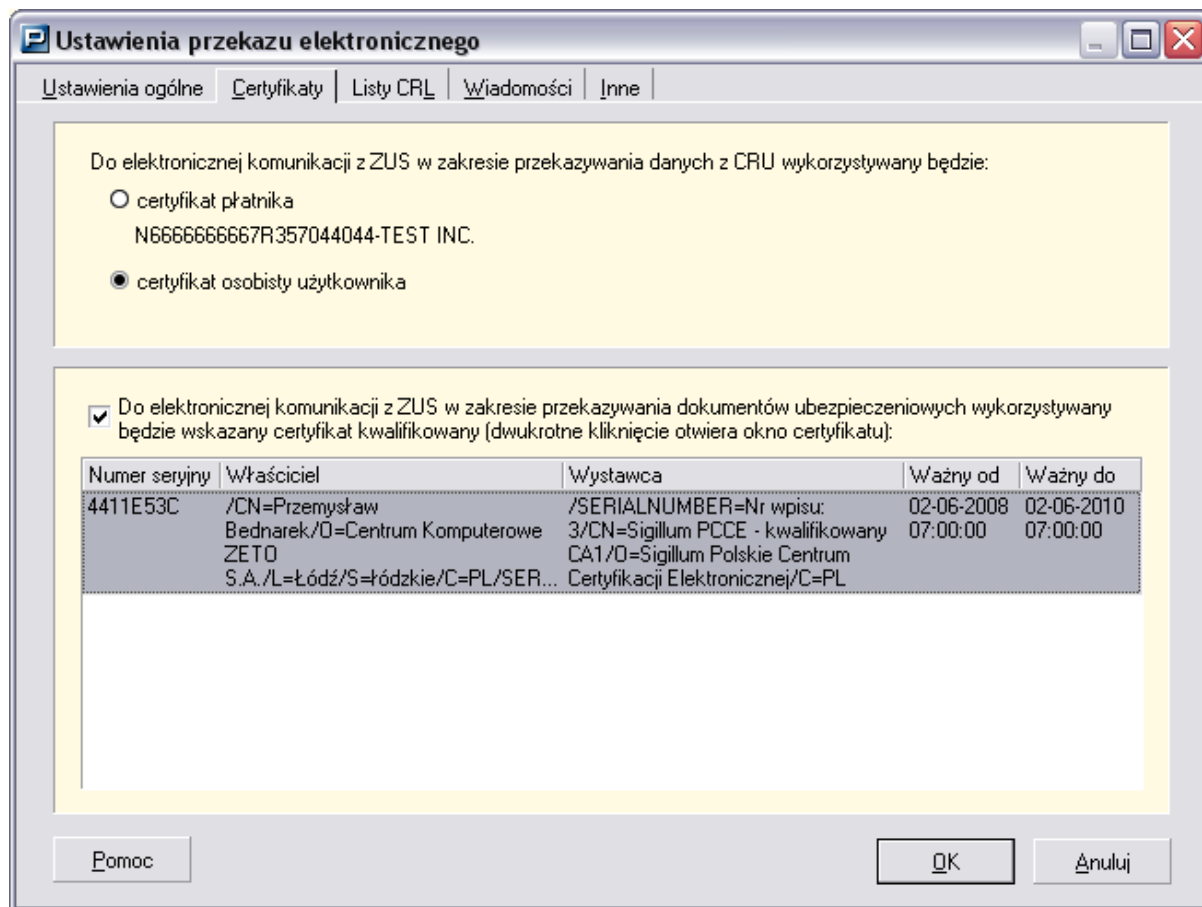 Ustawienia przekazu elektronicznego
Ustawienia ogólne Certyfikaty Listy CRL Wiadomości Inne
Do elektronicznej komunikacji z ZUS w zakresie przekazywania danych z CRU wykorzystywany będzie:
certyfikat płatnika
N6666666667R357044044-TEST INC.
certyfikat osobisty użytkownika
Do elektronicznej komunikacji z ZUS w zakresie przekazywania dokumentów ubezpieczeniowych wykorzystywany
będzie wskazany certyfikat kwalifikowany (dwukrotne kliknięcie otwiera okno certyfikatu):
Numer seryjny Właściciel Wystawca Ważny od Ważny do
4411E53C /CN=Przemysław /SERIALNUMBER=Nr wpisu: 02-06-2008 02-06-2010
Bednarek/O=Centrum Komputerowe 3/CN=Sigillum PCCE - kwalifikowany 07:00:00 07:00:00
ZETO CA1/O=Sigillum Polskie Centrum
S.A./L=Łódź/S=łódzkie/C=PL/SER... Certyfikacji Elektronicznej/C=PL
Pomoc OK Anuluj